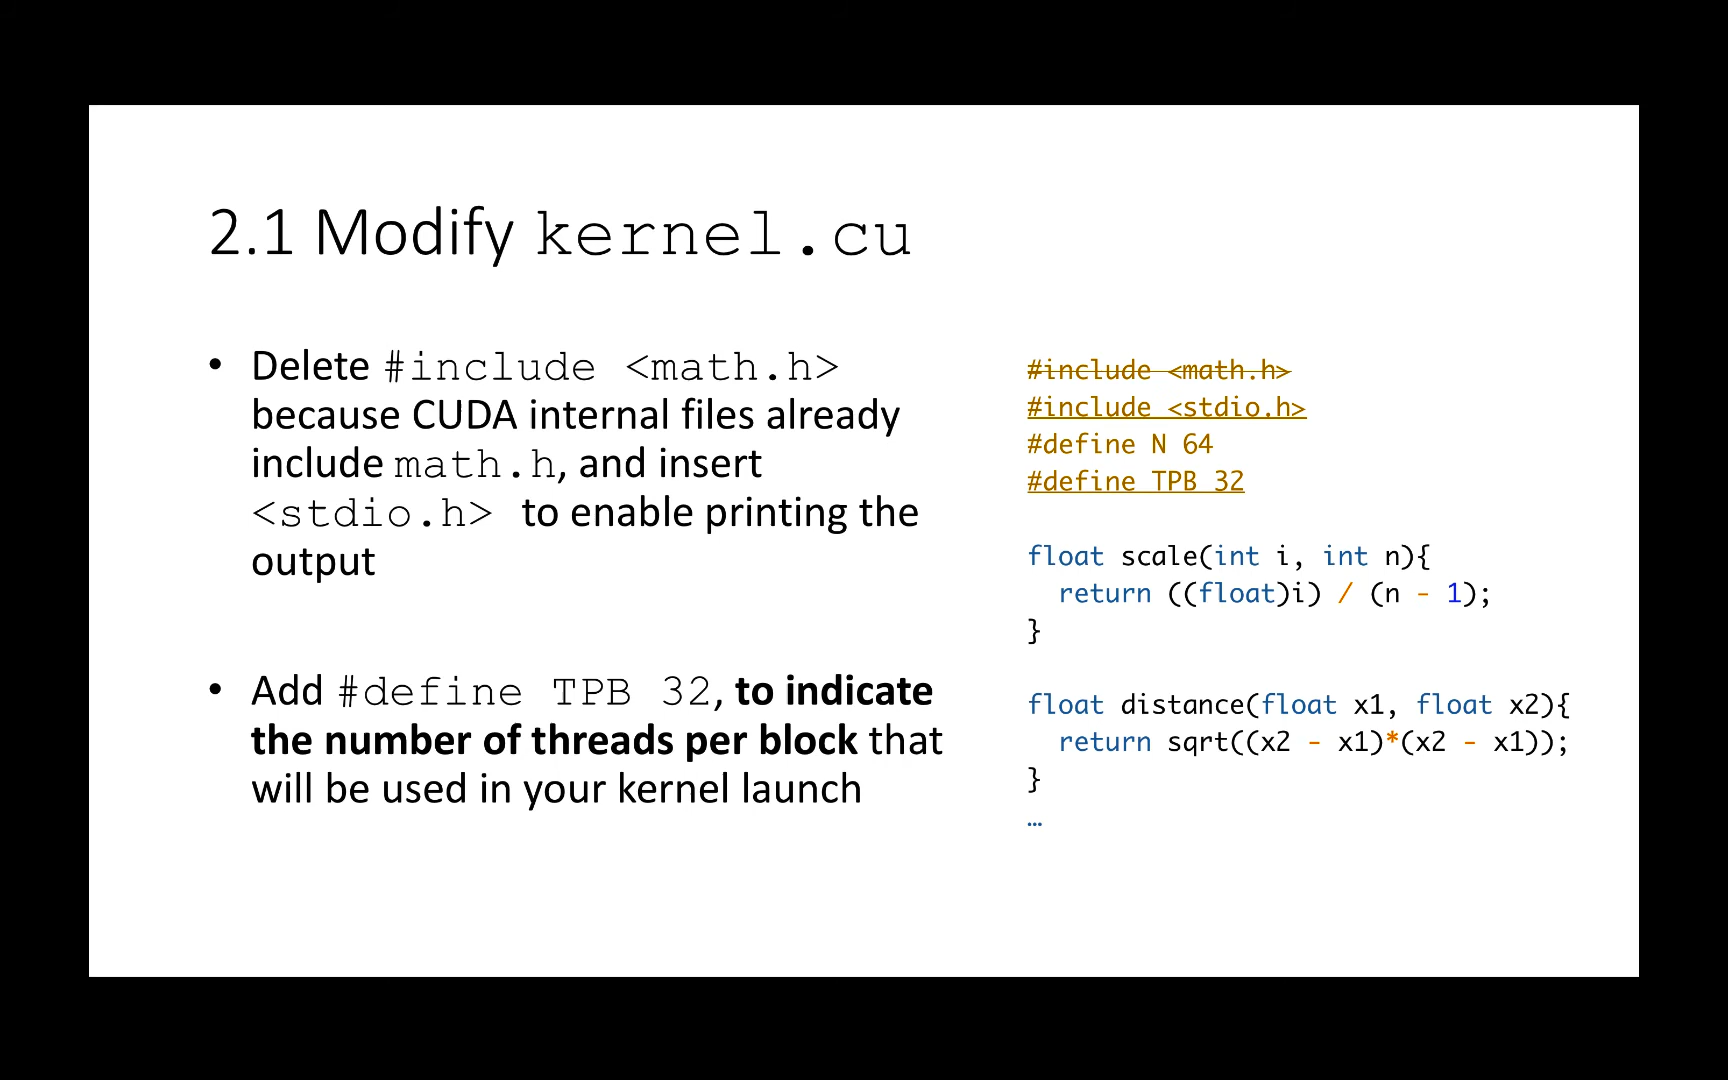 2.1 Modify kernel.cu
• Delete #include <math.h>
because CUDA internal files already
include math.h, and insert
<stdio.h> to enable printing the
output
• Add #define TPB 32, to indicate
the number of threads per block that
will be used in your kernel launch
#include <math.h>
#include <stdio.h>
#define N 64
#define TPB 32
float scale(int i, int n){
  return ((float)i) / (n - 1);
}
float distance(float x1, float x2){
  return sqrt((x2 - x1)*(x2 - x1));
}
…